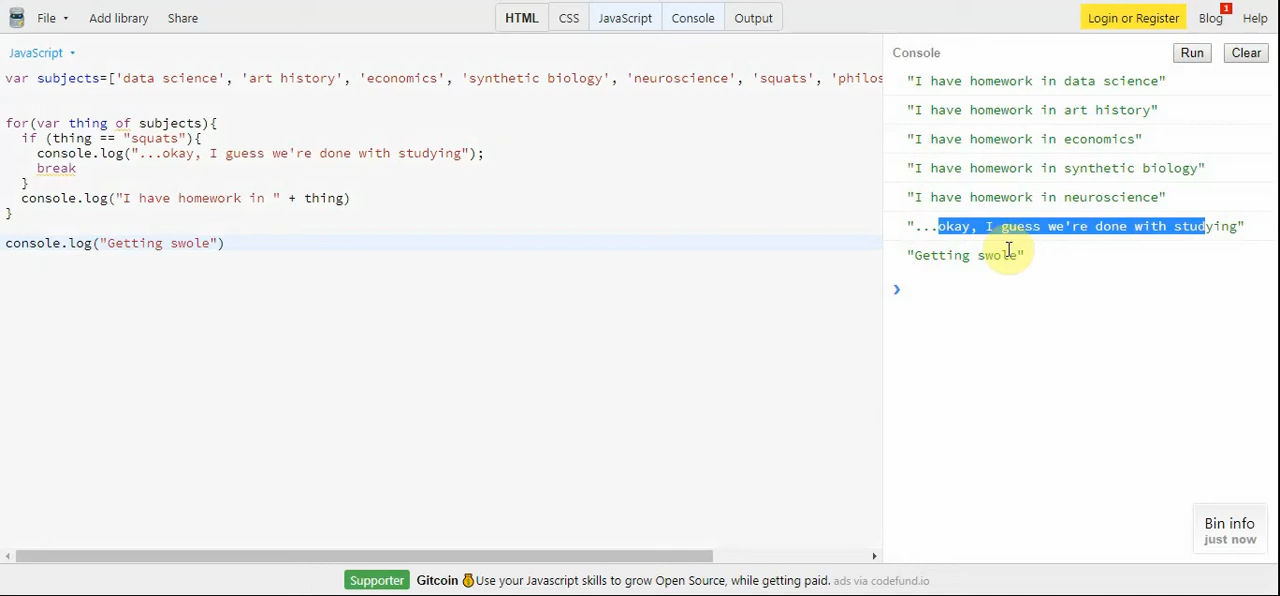 File Add library Share HTML CSS JavaScript Console Output Login or Register Blog 1 Help
JavaScript
var subjects=['data science', 'art history', 'economics', 'synthetic biology', 'neuroscience', 'squats', 'philos
for(var thing of subjects){
if (thing == "squats"){
console.log("...okay, I guess we're done with studying");
break
}
console.log("I have homework in " + thing)
}
console.log("Getting swole")
Console Run Clear
"I have homework in data science"
"I have homework in art history"
"I have homework in economics"
"I have homework in synthetic biology"
"I have homework in neuroscience"
"...okay, I guess we're done with studying"
"Getting swole"
Bin info
just now
Supporter Gitcoin Use your Javascript skills to grow Open Source, while getting paid. ads via codefund.io